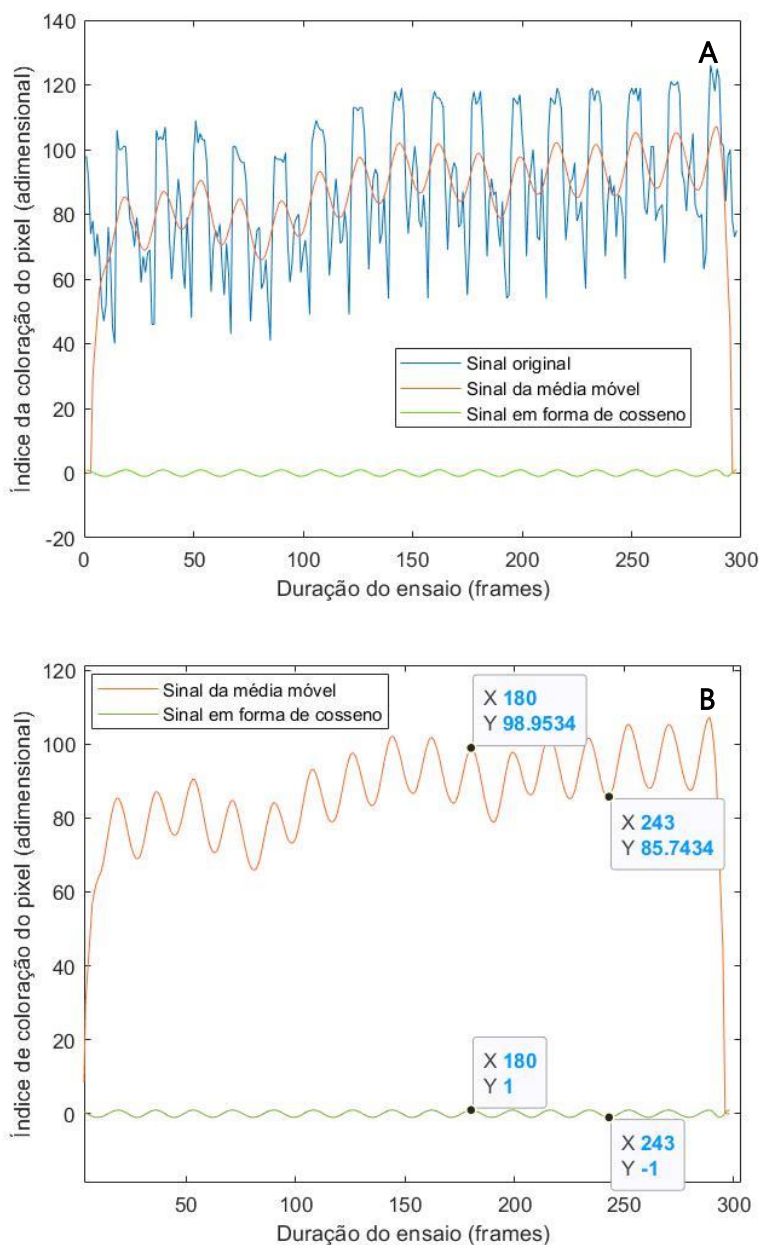 A
140
120
100
80
60
40
20
0
-20
Índice da coloração do pixel (adimensional)
Sinal original
Sinal da média móvel
Sinal em forma de cosseno
0 50 100 150 200 250 300
Duração do ensaio (frames)
B
120
100
80
60
40
20
0
Índice de coloração do pixel (adimensional)
Sinal da média móvel
Sinal em forma de cosseno
X 180
Y 98.9534
X 243
Y 85.7434
X 180
Y 1
X 243
Y -1
50 100 150 200 250 300
Duração do ensaio (frames)